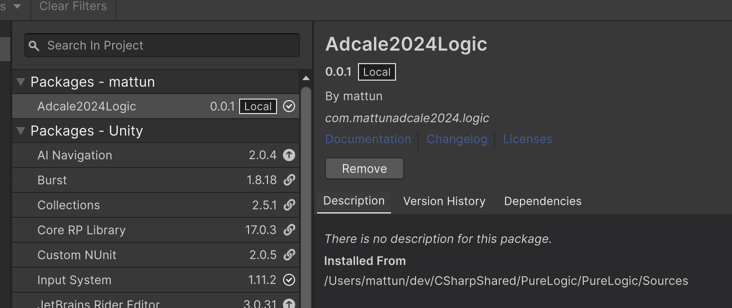 s
Clear Filters
Search In Project
Packages - mattun
Adcale2024Logic 0.0.1 Local
Packages - Unity
AI Navigation 2.0.4
Burst 1.8.18
Collections 2.5.1
Core RP Library 17.0.3
Custom NUnit 2.0.5
Input System 1.11.2
JetBrains Rider Editor 3.0.31
Adcale2024Logic
0.0.1 Local
By mattun
com.mattunadcale2024.logic
Documentation Changelog Licenses
Remove
Description Version History Dependencies
There is no description for this package.
Installed From
/Users/mattun/dev/CSharpShared/PureLogic/PureLogic/Sources